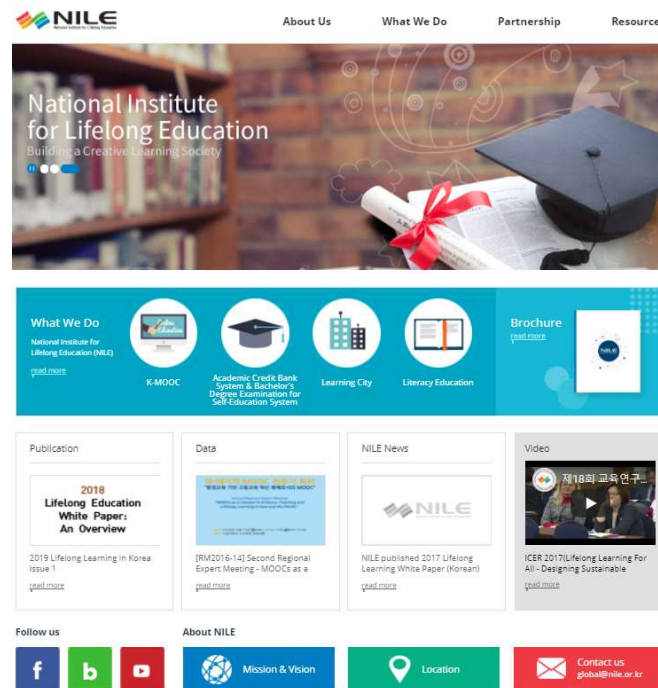 NILE
National Institute for Lifelong Education
About Us
What We Do
Partnership
Resource
National Institute
for Lifelong Education
Building a Creative Learning Society
What We Do
National Institute for
Lifelong Education (NILE)
read more
K-MOOC
Academic Credit Bank
System & Bachelor's
Degree Examination for
Self-Education System
Learning City
Literacy Education
Brochure
read more
NILE
Publication
2018
Lifelong Education
White Paper:
An Overview
2019 Lifelong Learning in Korea
Issue 1
read more
Data
[RM2016-14] Second Regional
Expert Meeting - MOOCs as a
read more
NILE News
NILE
NILE published 2017 Lifelong
Learning White Paper (Korean)
read more
Video
제18회 교육연구...
ICER 2017(Lifelong Learning For
All - Designing Sustainable
read more
Follow us
f
b
About NILE
Mission & Vision
Location
Contact us
global@nile.or.kr